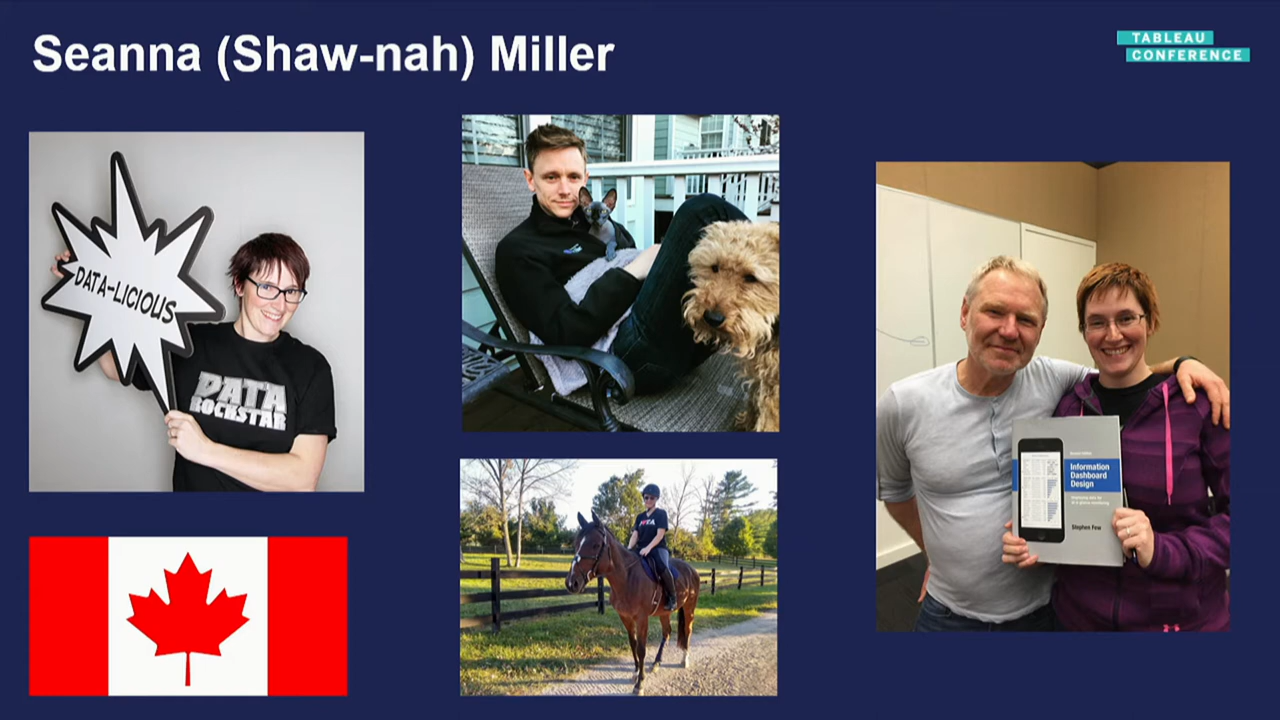 Seanna (Shaw-nah) Miller
TABLEAU
CONFERENCE
DATA-LICIOUS
DATA
ROCKSTAR
Information
Dashboard
Design
Stephen Few